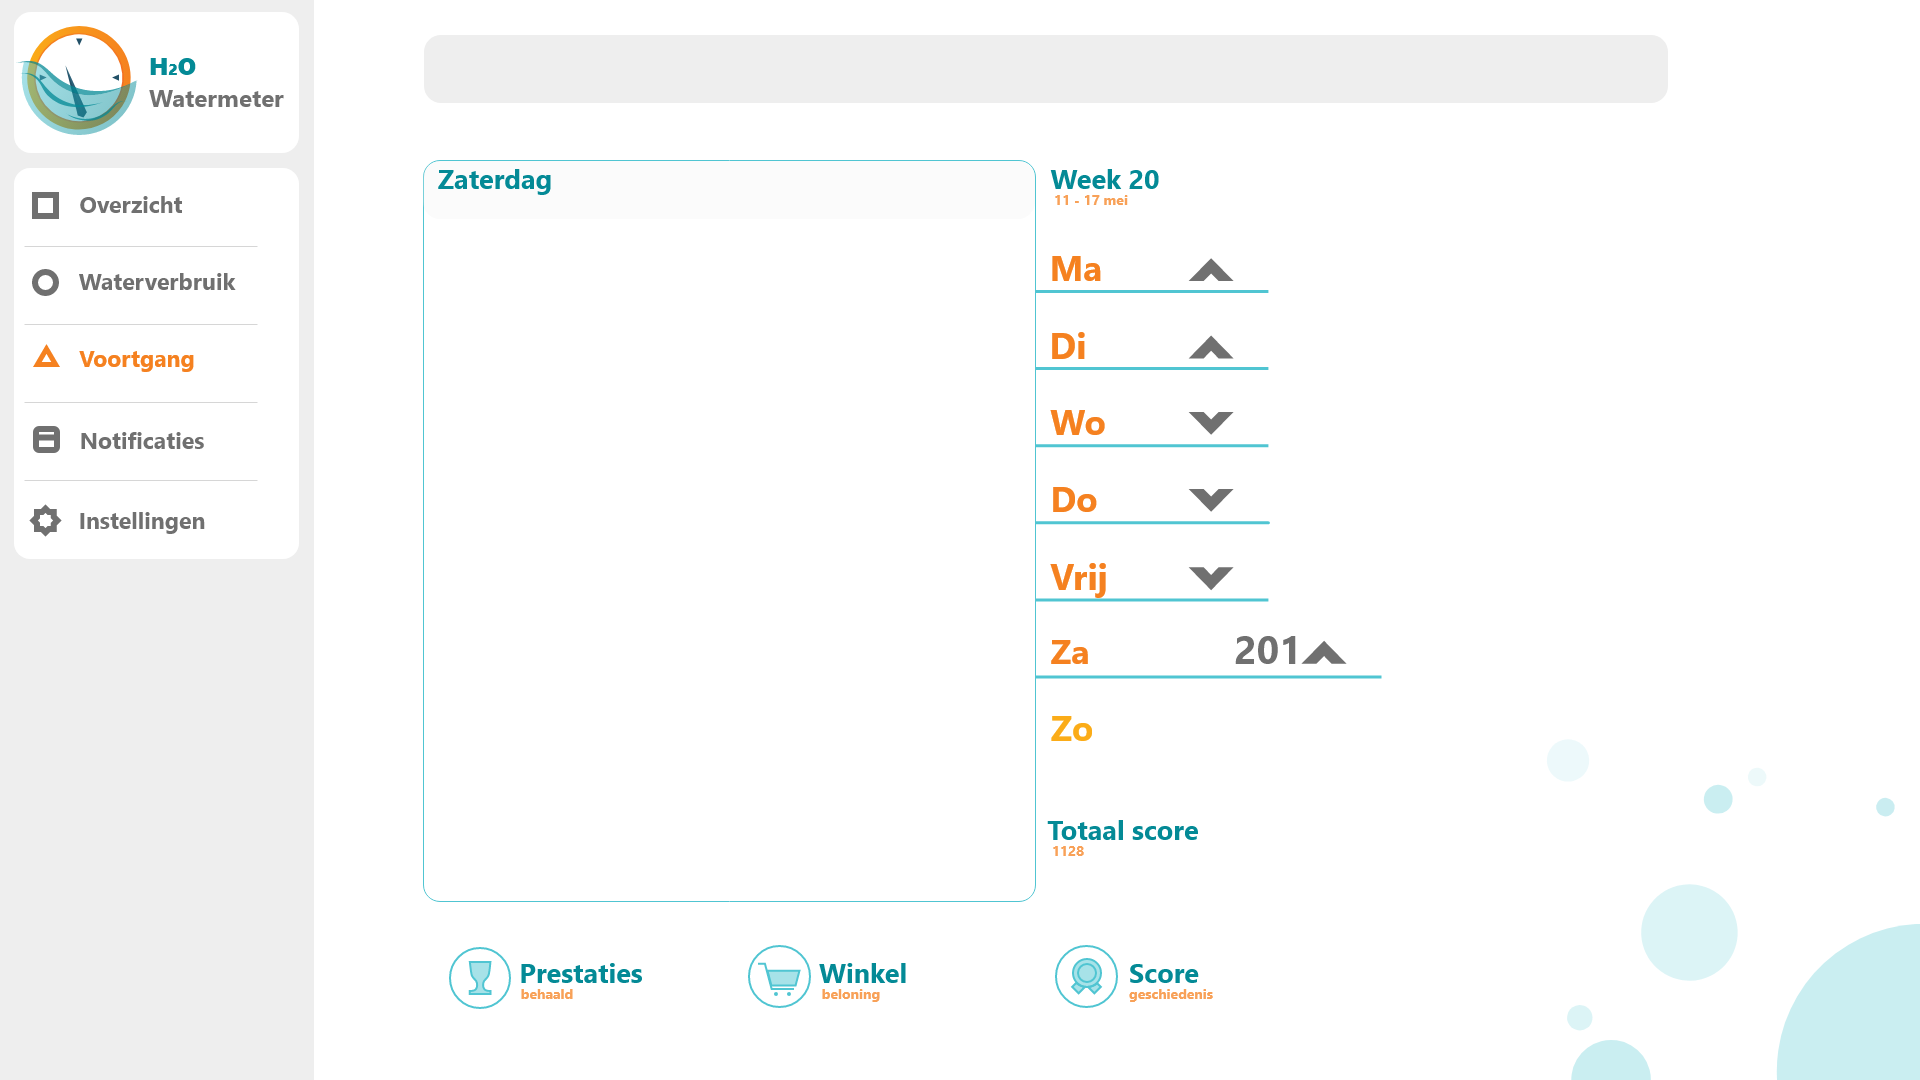 H2O
Watermeter
Overzicht
Waterverbruik
Voortgang
Notificaties
Instellingen
Zaterdag
Week 20
11 - 17 mei
Ma
Di
Wo
Do
Vrij
Za 201
Zo
Totaal score
1128
Prestaties
behaald
Winkel
beloning
Score
geschiedenis